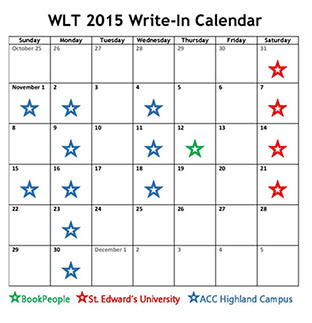 WLT 2015 Write-In Calendar
Sunday Monday Tuesday Wednesday Thursday Friday Saturday
October 25 26 27 28 29 30 31
November 1 2 3 4 5 6 7
8 9 10 11 12 13 14
15 16 17 18 19 20 21
22 23 24 25 26 27 28
29 30 December 1 2 3 4 5
BookPeople St. Edward's University ACC Highland Campus